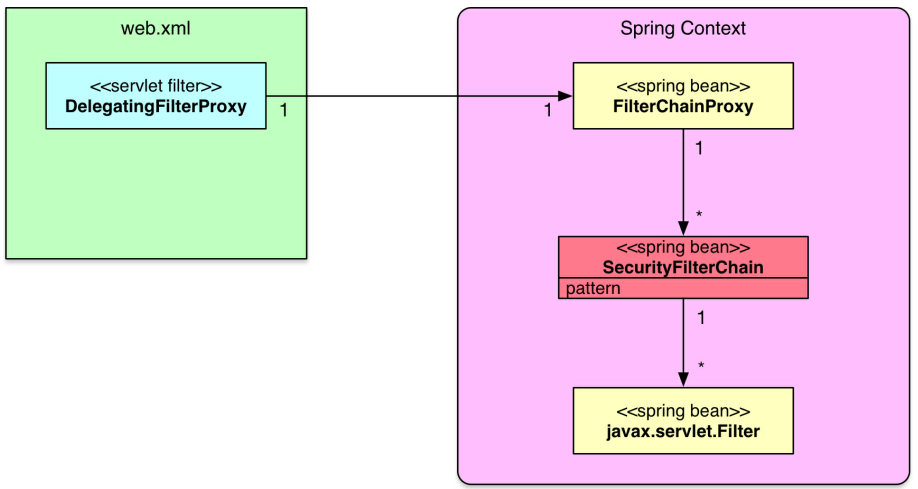 web.xml
<<servlet filter>>
DelegatingFilterProxy
1
1
Spring Context
<<spring bean>>
FilterChainProxy
1
*
<<spring bean>>
SecurityFilterChain
pattern
1
*
<<spring bean>>
javax.servlet.Filter